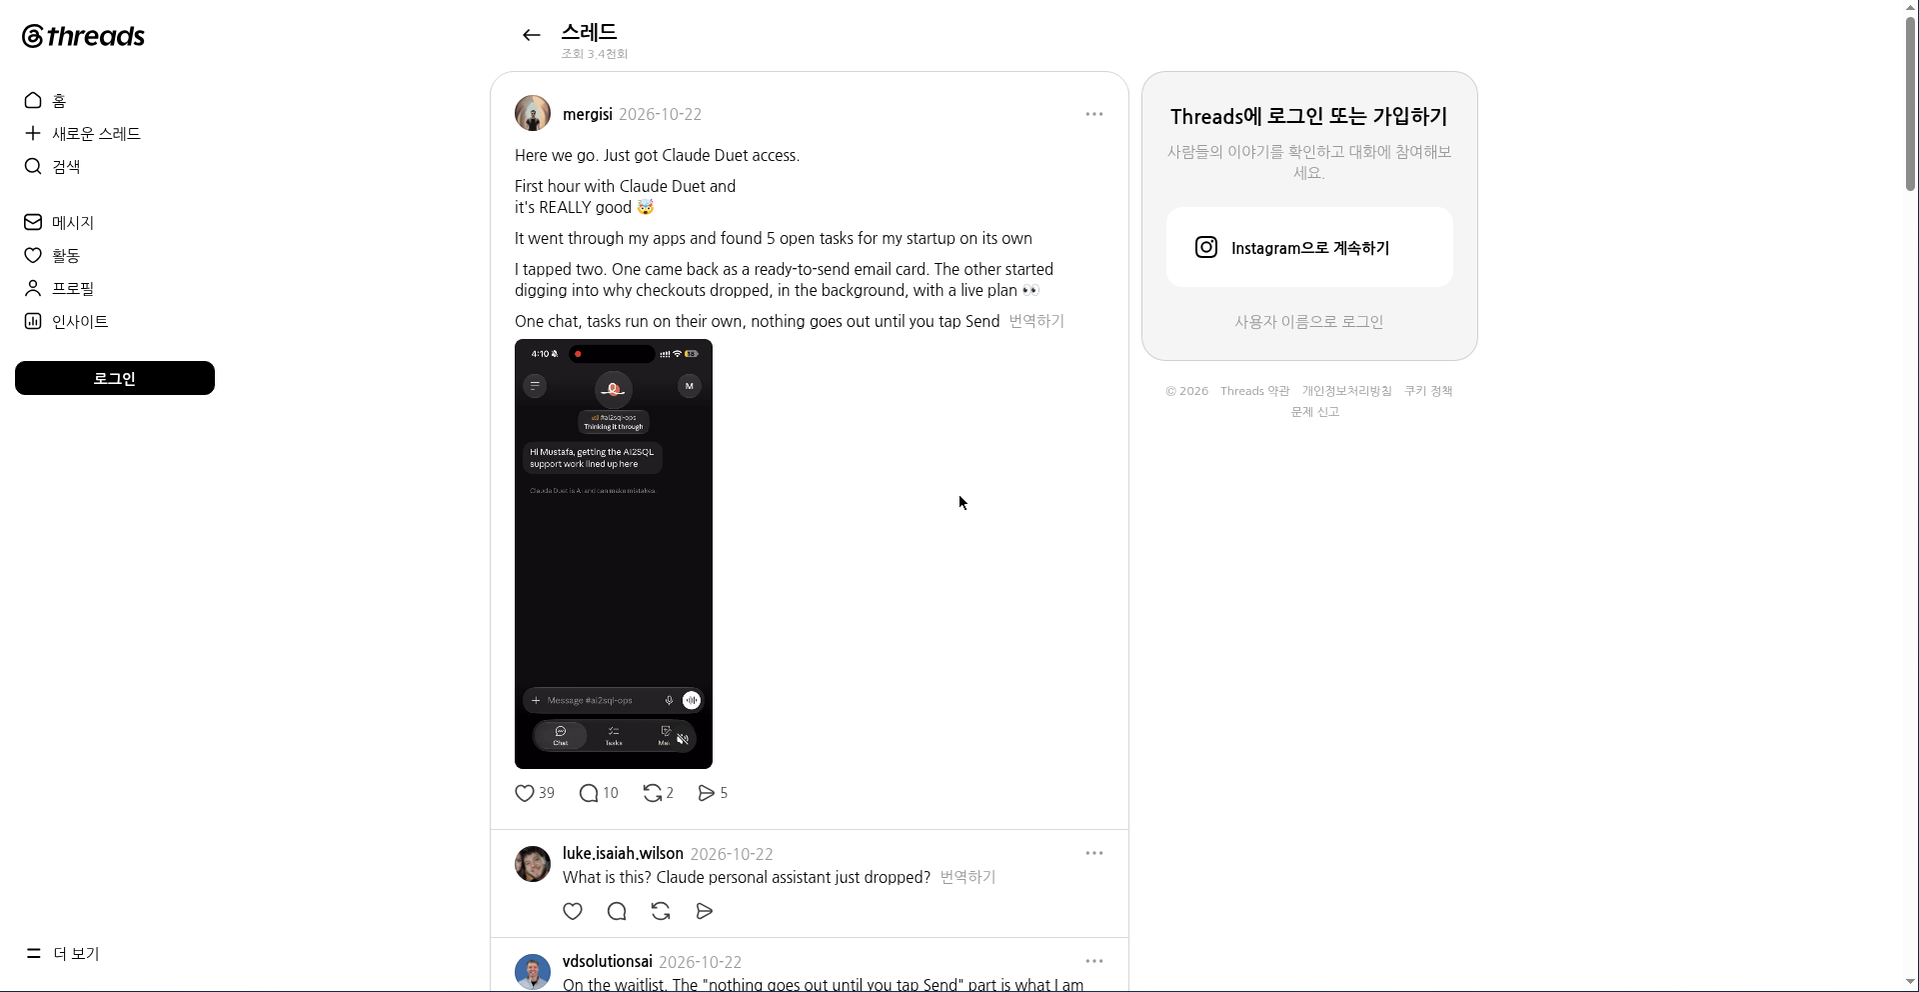 threads
홈
새로운 스레드
검색
메시지
활동
프로필
인사이트
로그인
더 보기
스레드
조회 3.4천회
mergisi 2026-10-22
Here we go. Just got Claude Duet access.
First hour with Claude Duet and
it's REALLY good 🤯
It went through my apps and found 5 open tasks for my startup on its own
I tapped two. One came back as a ready-to-send email card. The other started
digging into why checkouts dropped, in the background, with a live plan 👀
One chat, tasks run on their own, nothing goes out until you tap Send 번역하기
4:10
M
#ai2sql-ops
Thinking it through
Hi Mustafa, getting the AI2SQL
support work lined up here
Claude Duet is AI and can make mistakes.
Message #ai2sql-ops
Chat
Tasks
39
10
2
5
luke.isaiah.wilson 2026-10-22
What is this? Claude personal assistant just dropped? 번역하기
vdsolutionsai 2026-10-22
On the waitlist. The "nothing goes out until you tap Send" part is what I am
Threads에 로그인 또는 가입하기
사람들의 이야기를 확인하고 대화에 참여해보
세요.
Instagram으로 계속하기
사용자 이름으로 로그인
© 2026 Threads 약관 개인정보처리방침 쿠키 정책
문제 신고